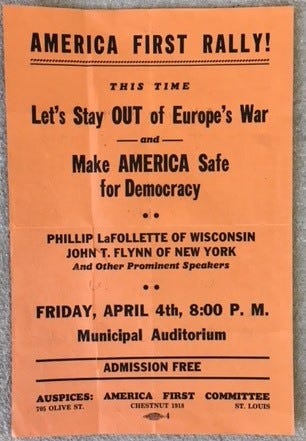 AMERICA FIRST RALLY!
THIS TIME
Let's Stay OUT of Europe's War
and
Make AMERICA Safe
for Democracy
PHILLIP LaFOLLETTE OF WISCONSIN
JOHN T. FLYNN OF NEW YORK
And Other Prominent Speakers
FRIDAY, APRIL 4th, 8:00 P. M.
Municipal Auditorium
ADMISSION FREE
AUSPICES: AMERICA FIRST COMMITTEE
705 OLIVE ST. CHESTNUT 1918 ST. LOUIS
4